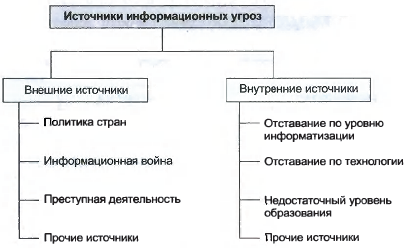 Источники информационных угроз
Внешние источники
Политика стран
Информационная война
Преступная деятельность
Прочие источники
Внутренние источники
Отставание по уровню
информатизации
Отставание по технологии
Недостаточный уровень
образования
Прочие источники